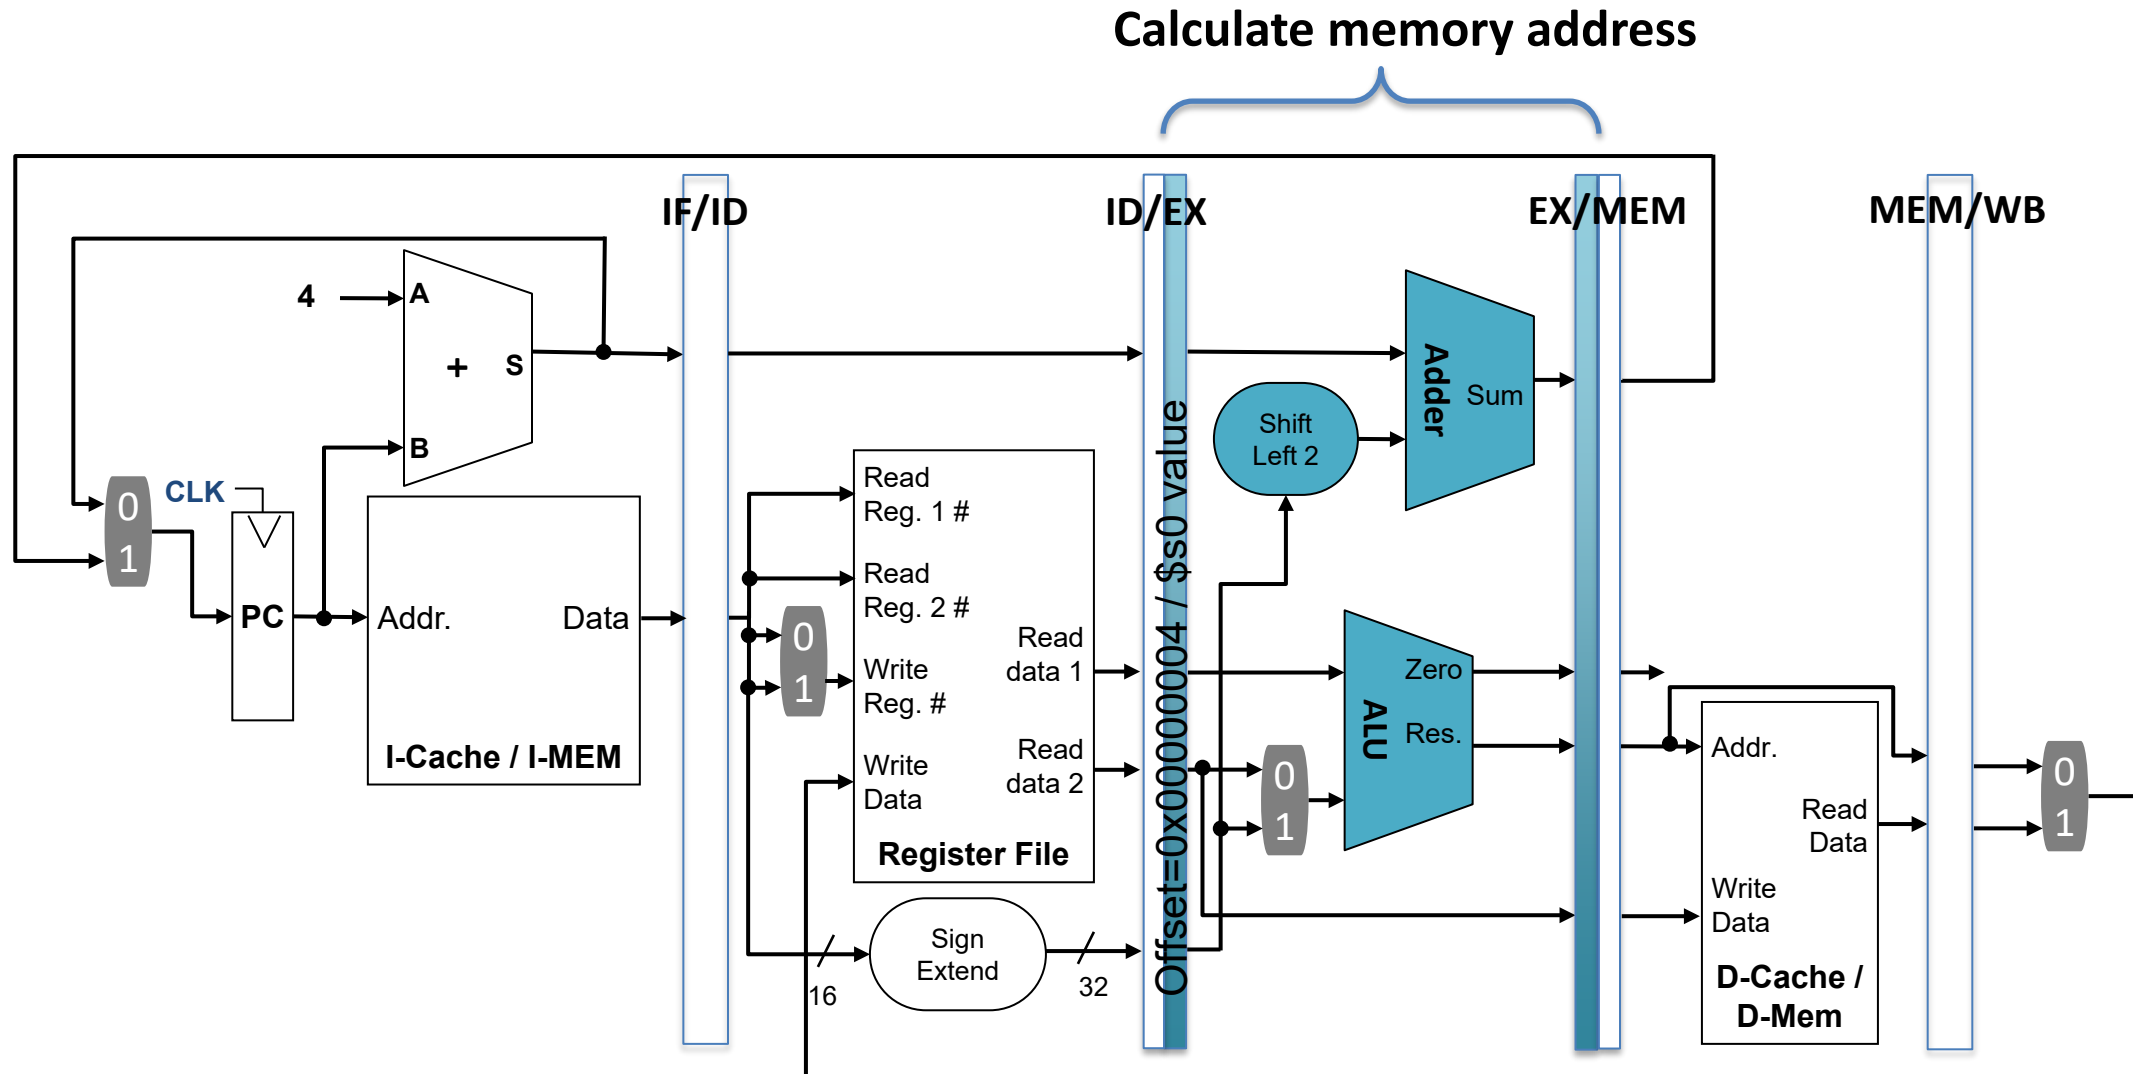 Calculate memory address
IF/ID
ID/EX
EX/MEM
MEM/WB
4
A
+
S
B
CLK
0
1
PC
Addr.
Data
I-Cache / I-MEM
Read
Reg. 1 #
Read
Reg. 2 #
0
1
Write
Reg. #
Write
Data
Read
data 1
Read
data 2
Register File
16
Sign
Extend
32
Offset=0x00000004 / $s0 value
Shift
Left 2
Adder
Sum
0
1
ALU
Zero
Res.
Addr.
Read
Data
Write
Data
D-Cache /
D-Mem
0
1